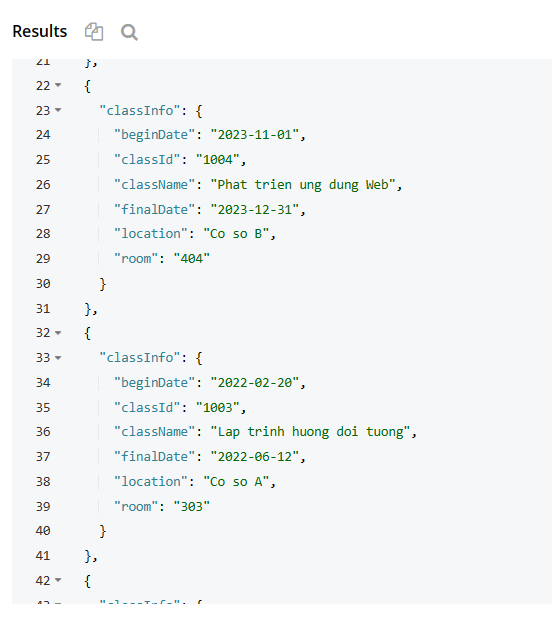 Results
21 },
22 {
23 "classInfo": {
24 "beginDate": "2023-11-01",
25 "classId": "1004",
26 "className": "Phat trien ung dung Web",
27 "finalDate": "2023-12-31",
28 "location": "Co so B",
29 "room": "404"
30 }
31 },
32 {
33 "classInfo": {
34 "beginDate": "2022-02-20",
35 "classId": "1003",
36 "className": "Lap trinh huong doi tuong",
37 "finalDate": "2022-06-12",
38 "location": "Co so A",
39 "room": "303"
40 }
41 },
42 {
43 "classInfo": {